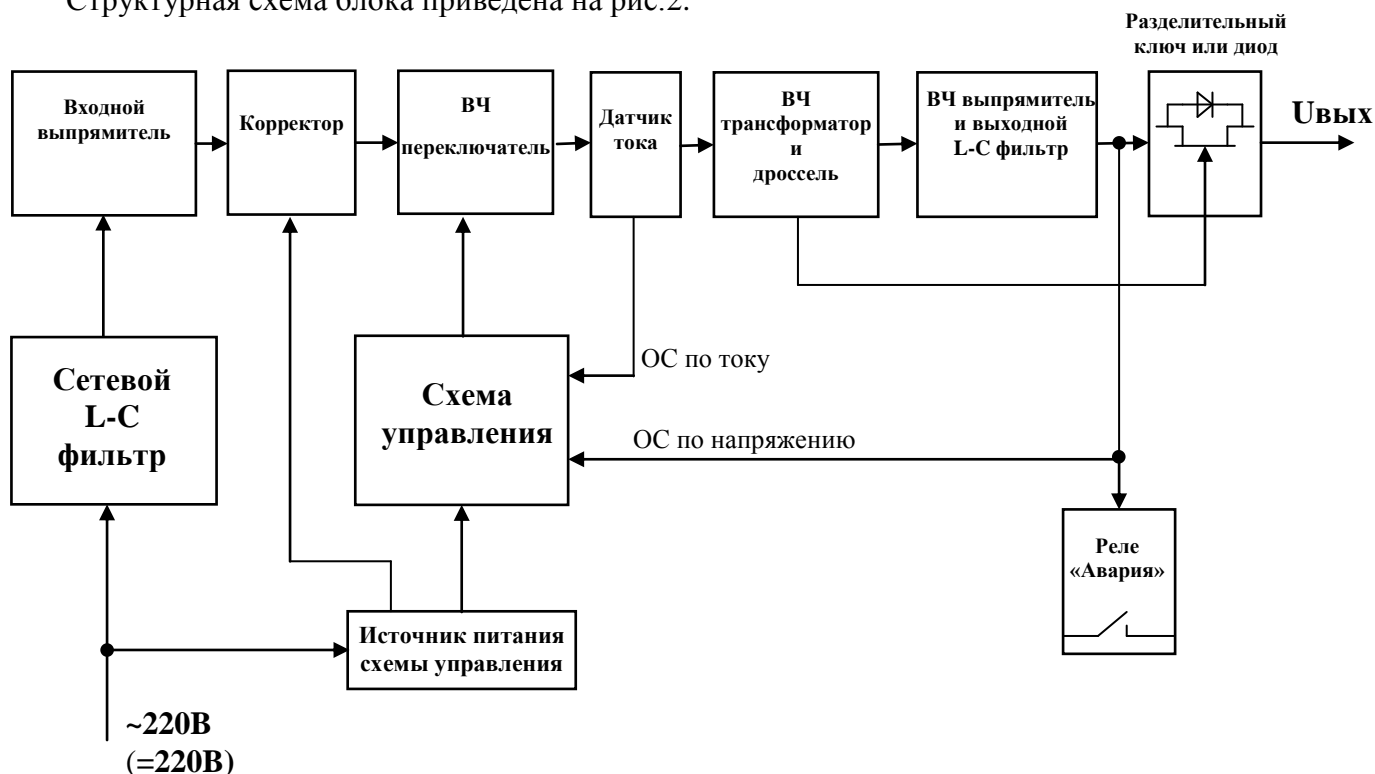 Структурная схема блока приведена на рис.2.
Разделительный
ключ или диод
Входной
выпрямитель
Корректор
ВЧ
переключатель
Датчик
тока
ВЧ
трансформатор
и
дроссель
ВЧ выпрямитель
и выходной
L-C фильтр
Uвых
Сетевой
L-C
фильтр
Схема
управления
ОС по току
ОС по напряжению
Реле
«Авария»
Источник питания
схемы управления
~220В
(=220В)